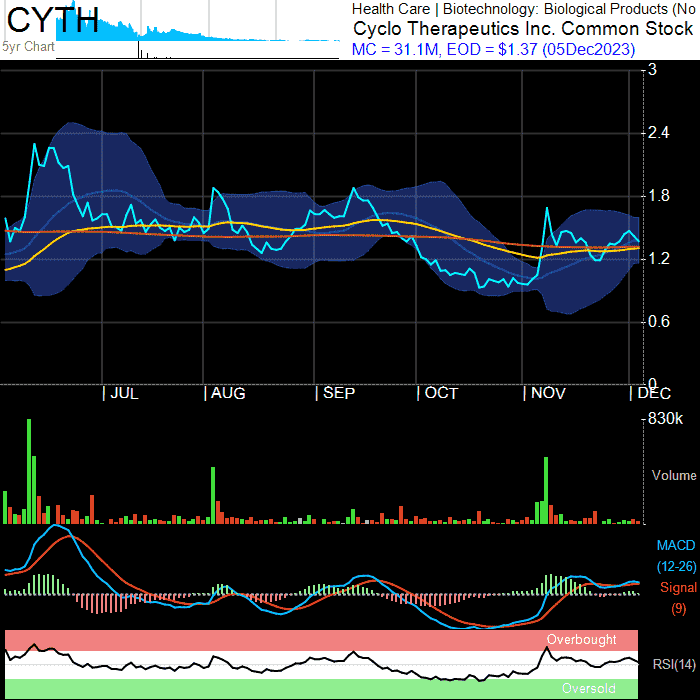 CYTH
5yr Chart
Health Care | Biotechnology: Biological Products (No
Cyclo Therapeutics Inc. Common Stock
MC = 31.1M, EOD = $1.37 (05Dec2023)
3
2.4
1.8
1.2
0.6
0
| JUL | AUG | SEP | OCT | NOV | DEC
830k
Volume
MACD
(12-26)
Signal
(9)
Overbought
RSI(14)
Oversold